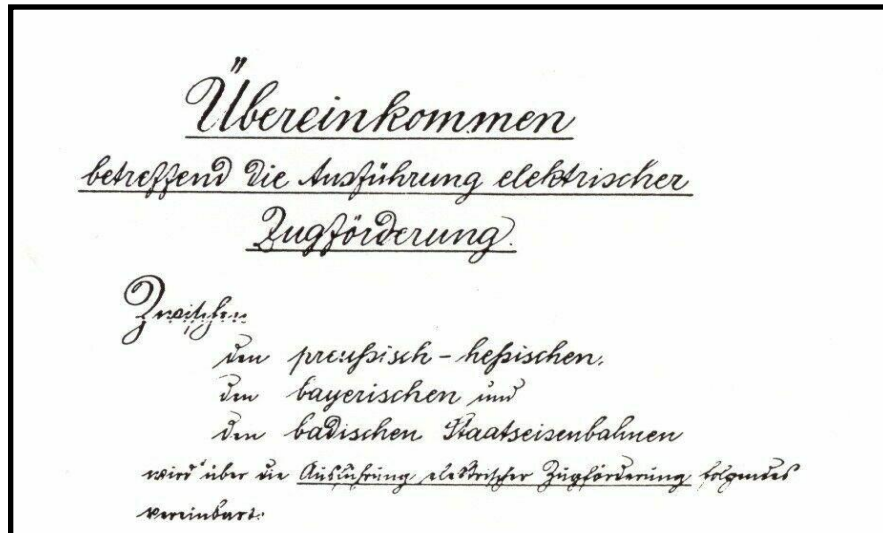 Übereinkommen
betreffend die Ausführung elektrischer
Zugförderung.
Zwischen
den preußisch-heßischen,
den bayerischen und
den badischen Staatseisenbahnen
wird über die Ausführung elektrischer Zugförderung folgendes
vereinbart: